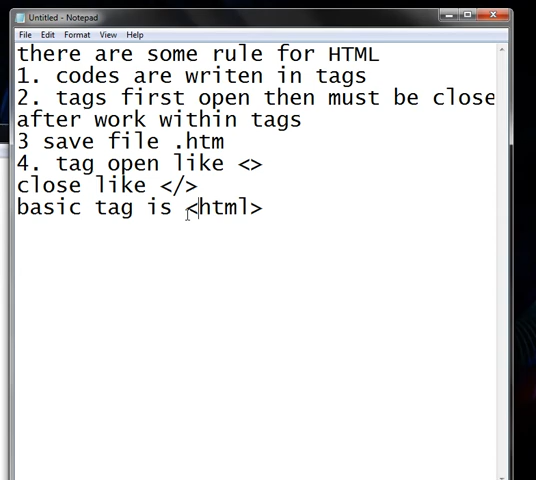 Untitled - Notepad
File Edit Format View Help
there are some rule for HTML
1. codes are writen in tags
2. tags first open then must be close
after work within tags
3 save file .htm
4. tag open like <>
close like </>
basic tag is <html>